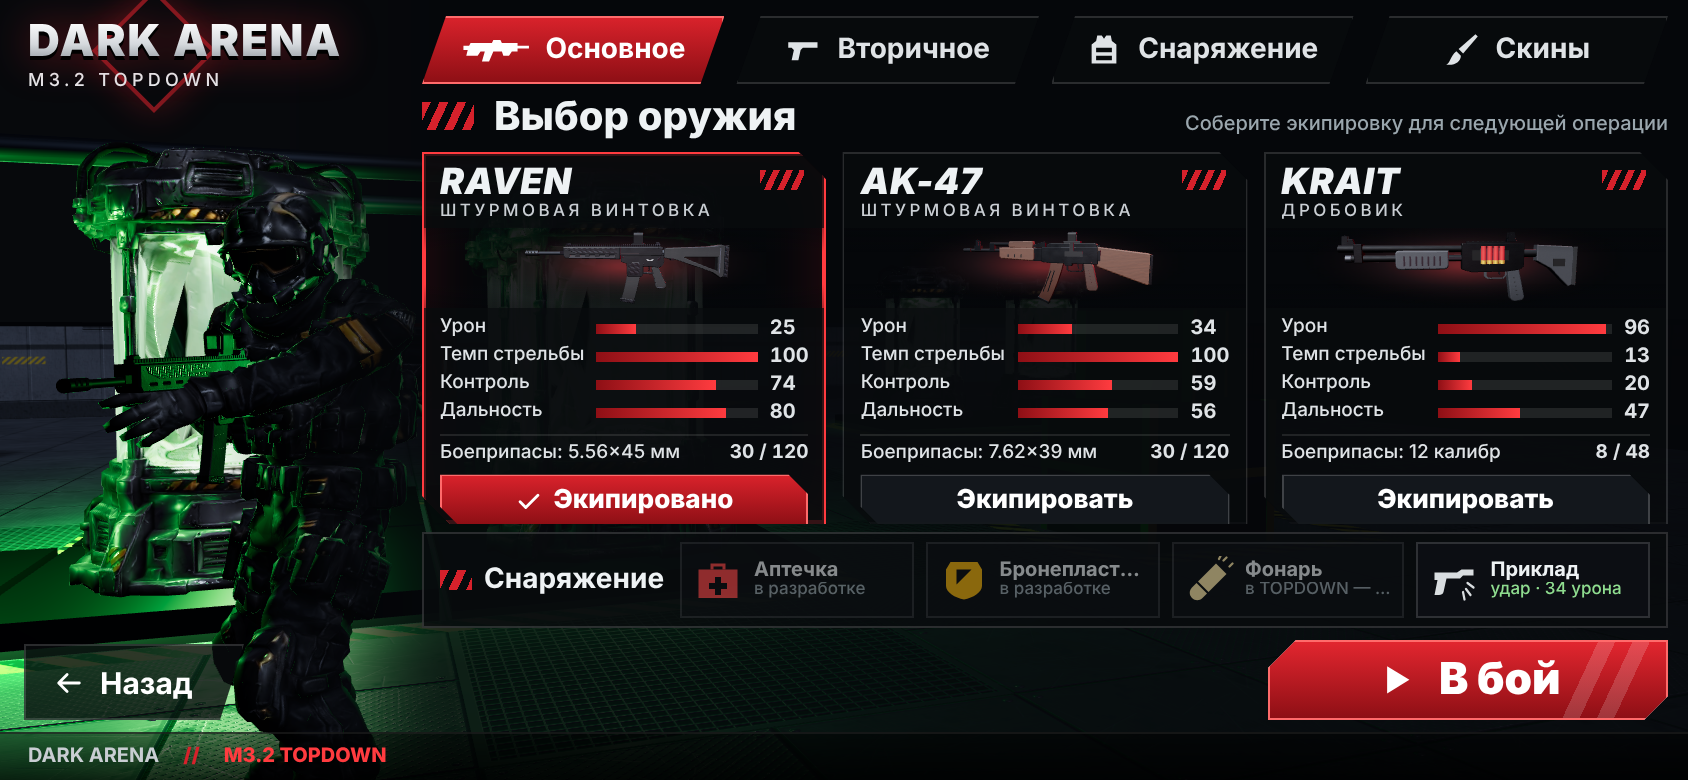 DARK ARENA
M3.2 TOPDOWN
Основное
Вторичное
Снаряжение
Скины
Выбор оружия
Соберите экипировку для следующей операции
RAVEN
ШТУРМОВАЯ ВИНТОВКА
Урон 25
Темп стрельбы 100
Контроль 74
Дальность 80
Боеприпасы: 5.56×45 мм 30 / 120
Экипировано
AK-47
ШТУРМОВАЯ ВИНТОВКА
Урон 34
Темп стрельбы 100
Контроль 59
Дальность 56
Боеприпасы: 7.62×39 мм 30 / 120
Экипировать
KRAIT
ДРОБОВИК
Урон 96
Темп стрельбы 13
Контроль 20
Дальность 47
Боеприпасы: 12 калибр 8 / 48
Экипировать
Снаряжение
Аптечка
в разработке
Бронепласт...
в разработке
Фонарь
в TOPDOWN — ...
Приклад
удар · 34 урона
Назад
В бой
DARK ARENA // M3.2 TOPDOWN